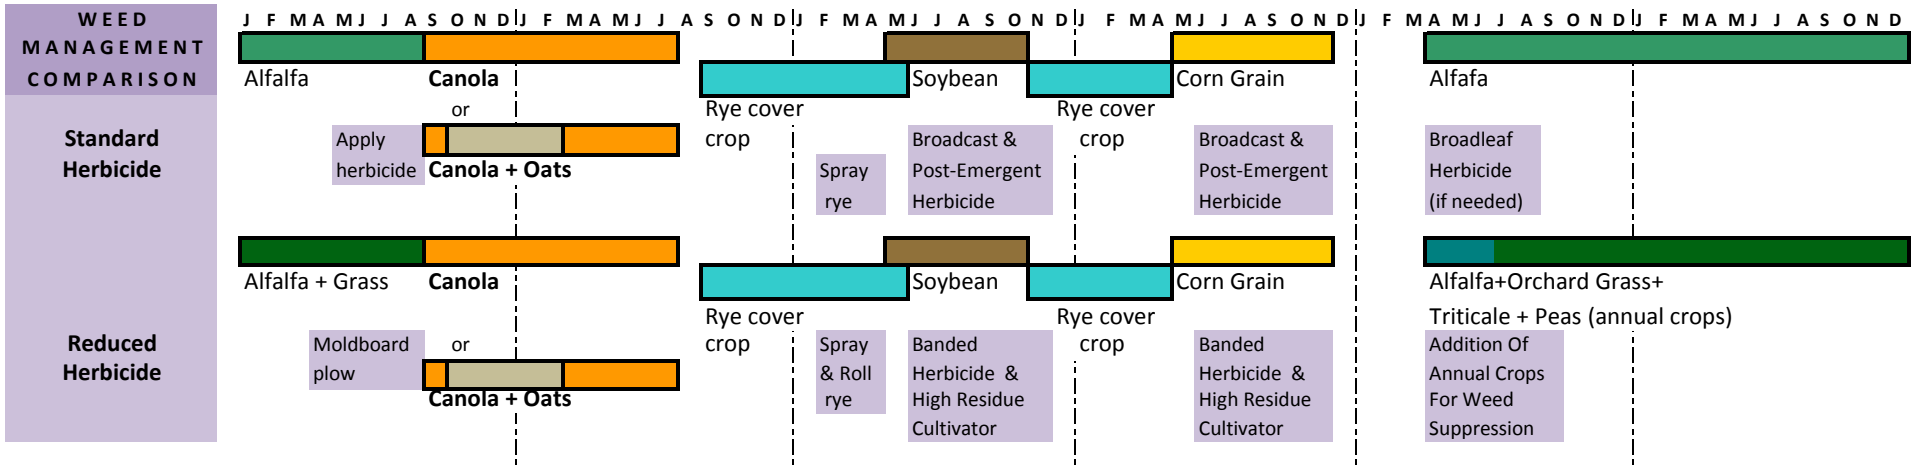 WEED MANAGEMENT COMPARISON
J F M A M J J A S O N D J F M A M J J A S O N D J F M A M J J A S O N D J F M A M J J A S O N D J F M A M J J A S O N D J F M A M J J A S O N D
Alfalfa Canola Soybean Corn Grain Alfafa
or Rye cover crop Rye cover crop
Standard Herbicide
Apply herbicide
Canola + Oats
Spray rye
Broadcast & Post-Emergent Herbicide
Broadcast & Post-Emergent Herbicide
Broadleaf Herbicide (if needed)
Alfalfa + Grass Canola Soybean Corn Grain Alfalfa+Orchard Grass+
Triticale + Peas (annual crops)
Rye cover crop Rye cover crop
Reduced Herbicide
Moldboard plow
or
Canola + Oats
Spray & Roll rye
Banded Herbicide & High Residue Cultivator
Banded Herbicide & High Residue Cultivator
Addition Of Annual Crops For Weed Suppression